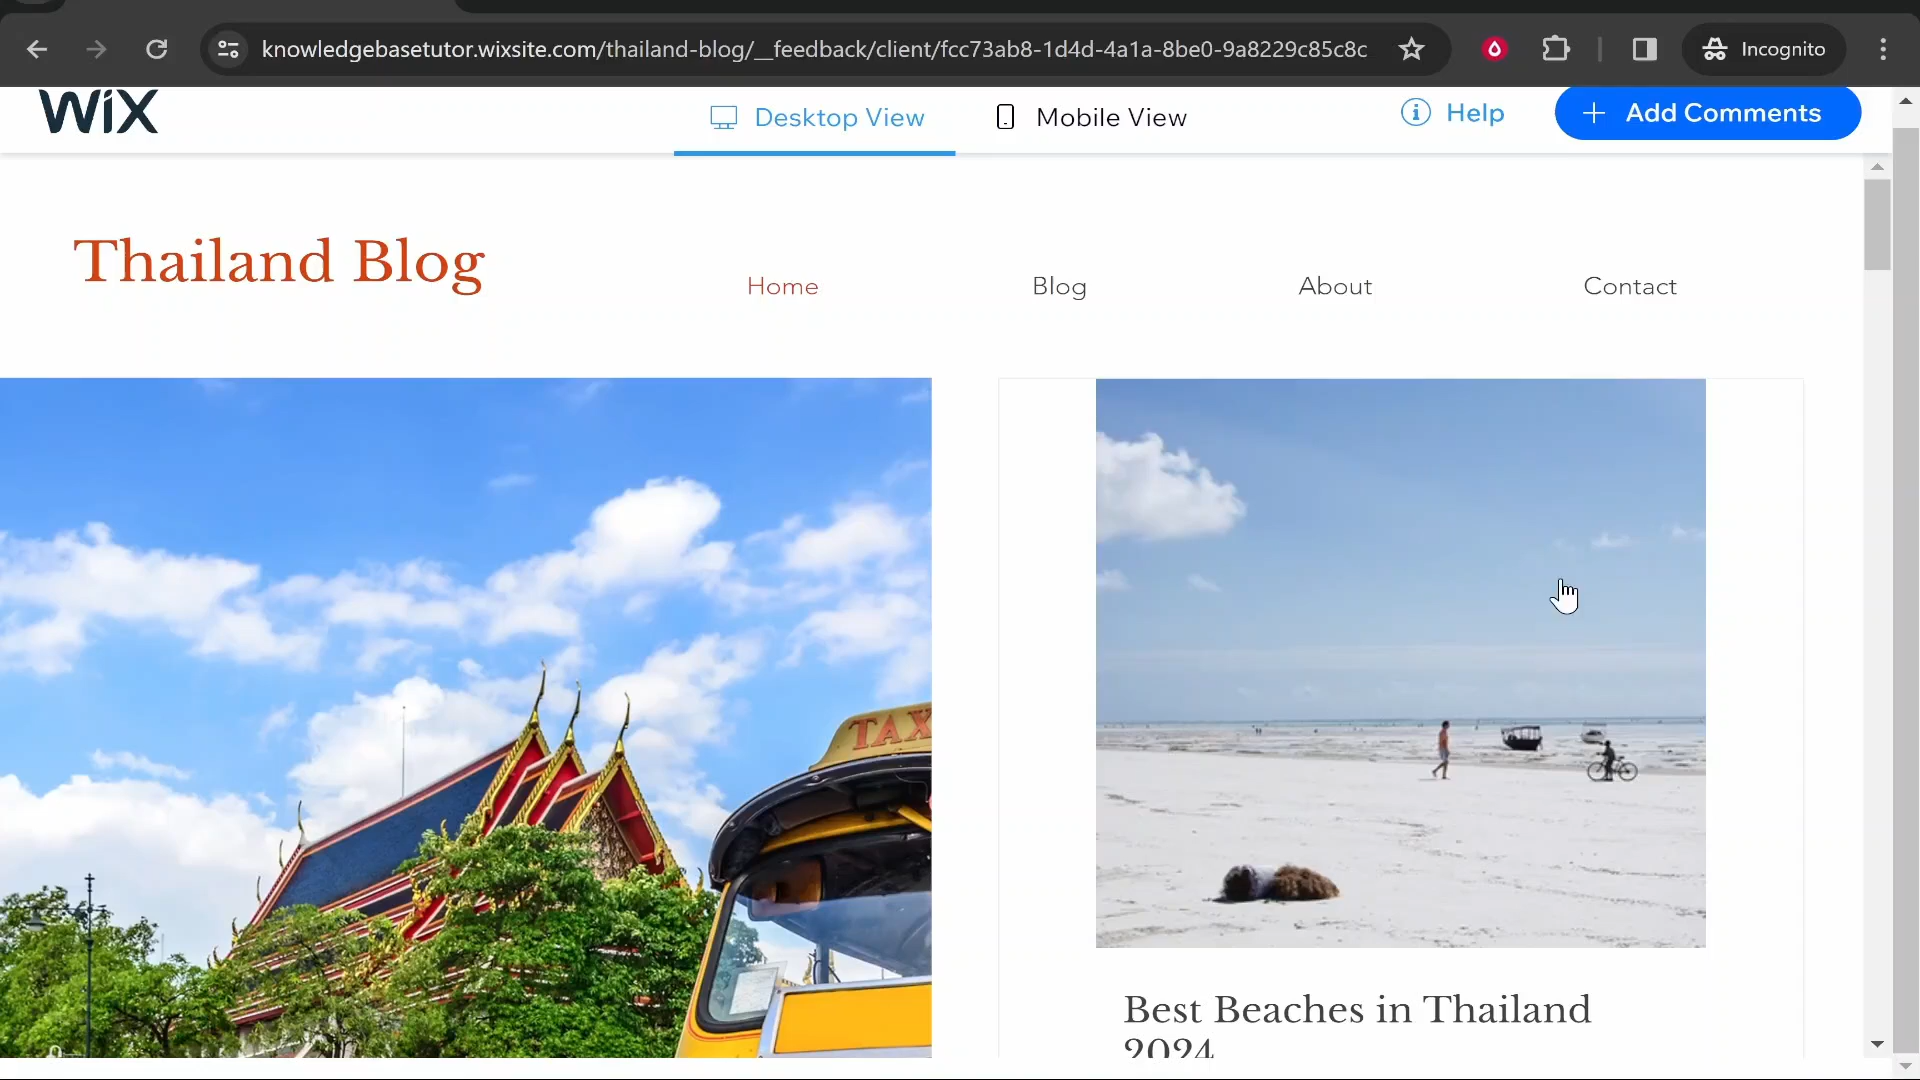 knowledgebasetutor.wixsite.com/thailand-blog/__feedback/client/fcc73ab8-1d4d-4a1a-8be0-9a8229c85c8c
Incognito
WiX
Desktop View
Mobile View
Help
Add Comments
Thailand Blog
Home
Blog
About
Contact
TAX
Best Beaches in Thailand
2024